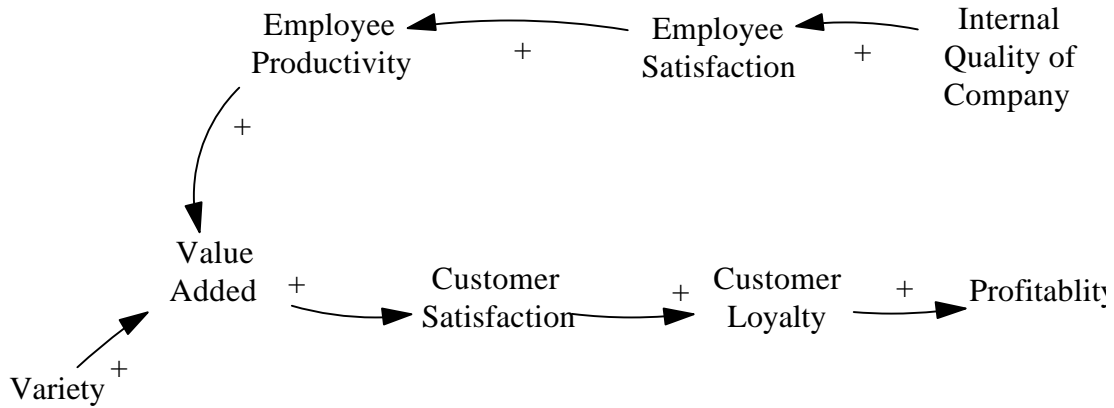 Employee
Productivity
+
Employee
Satisfaction
+
Internal
Quality of
Company
+
Value
Added
+
Customer
Satisfaction
+
Customer
Loyalty
+
Profitablity
Variety
+